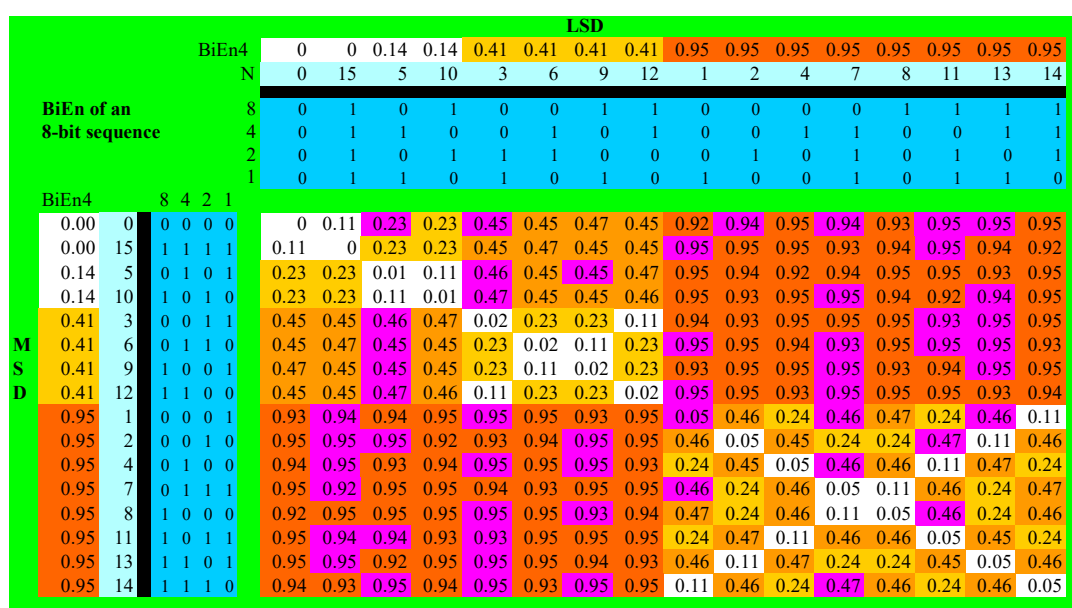 LSD
BiEn4 0 0 0.14 0.14 0.41 0.41 0.41 0.41 0.95 0.95 0.95 0.95 0.95 0.95 0.95 0.95
N 0 15 5 10 3 6 9 12 1 2 4 7 8 11 13 14
BiEn of an 8 0 1 0 1 0 0 1 1 0 0 0 0 1 1 1 1
8-bit sequence 4 0 1 1 0 0 1 0 1 0 0 1 1 0 0 1 1
2 0 1 0 1 1 1 0 0 0 1 0 1 0 1 0 1
1 0 1 1 0 1 0 1 0 1 0 0 1 0 1 1 0
BiEn4 8 4 2 1
0.00 0 0 0 0 0 0 0.11 0.23 0.23 0.45 0.45 0.47 0.45 0.92 0.94 0.95 0.94 0.93 0.95 0.95 0.95
0.00 15 1 1 1 1 0.11 0 0.23 0.23 0.45 0.47 0.45 0.45 0.95 0.95 0.95 0.93 0.94 0.95 0.94 0.92
0.14 5 0 1 0 1 0.23 0.23 0.01 0.11 0.46 0.45 0.45 0.47 0.95 0.94 0.92 0.94 0.95 0.95 0.93 0.95
0.14 10 1 0 1 0 0.23 0.23 0.11 0.01 0.47 0.45 0.45 0.46 0.95 0.93 0.95 0.95 0.94 0.92 0.94 0.95
0.41 3 0 0 1 1 0.45 0.45 0.46 0.47 0.02 0.23 0.23 0.11 0.94 0.93 0.95 0.95 0.95 0.93 0.95 0.95
M 0.41 6 0 1 1 0 0.45 0.47 0.45 0.45 0.23 0.02 0.11 0.23 0.95 0.95 0.94 0.93 0.95 0.95 0.95 0.93
S 0.41 9 1 0 0 1 0.47 0.45 0.45 0.45 0.23 0.11 0.02 0.23 0.93 0.95 0.95 0.95 0.93 0.94 0.95 0.95
D 0.41 12 1 1 0 0 0.45 0.45 0.47 0.46 0.11 0.23 0.23 0.02 0.95 0.95 0.93 0.95 0.95 0.95 0.93 0.94
0.95 1 0 0 0 1 0.93 0.94 0.94 0.95 0.95 0.95 0.93 0.95 0.05 0.46 0.24 0.46 0.47 0.24 0.46 0.11
0.95 2 0 0 1 0 0.95 0.95 0.95 0.92 0.93 0.94 0.95 0.95 0.46 0.05 0.45 0.24 0.24 0.47 0.11 0.46
0.95 4 0 1 0 0 0.94 0.95 0.93 0.94 0.95 0.95 0.95 0.93 0.24 0.45 0.05 0.46 0.46 0.11 0.47 0.24
0.95 7 0 1 1 1 0.95 0.92 0.95 0.95 0.94 0.93 0.95 0.95 0.46 0.24 0.46 0.05 0.11 0.46 0.24 0.47
0.95 8 1 0 0 0 0.92 0.95 0.95 0.95 0.95 0.95 0.93 0.94 0.47 0.24 0.46 0.11 0.05 0.46 0.24 0.46
0.95 11 1 0 1 1 0.95 0.94 0.94 0.93 0.93 0.95 0.95 0.95 0.24 0.47 0.11 0.46 0.46 0.05 0.45 0.24
0.95 13 1 1 0 1 0.95 0.95 0.92 0.95 0.95 0.95 0.94 0.93 0.46 0.11 0.47 0.24 0.24 0.45 0.05 0.46
0.95 14 1 1 1 0 0.94 0.93 0.95 0.94 0.95 0.93 0.95 0.95 0.11 0.46 0.24 0.47 0.46 0.24 0.46 0.05